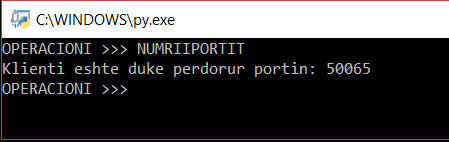 C:\WINDOWS\py.exe
OPERACIONI >>> NUMRIIPORTIT
Klienti eshte duke perdorur portin: 50065
OPERACIONI >>>